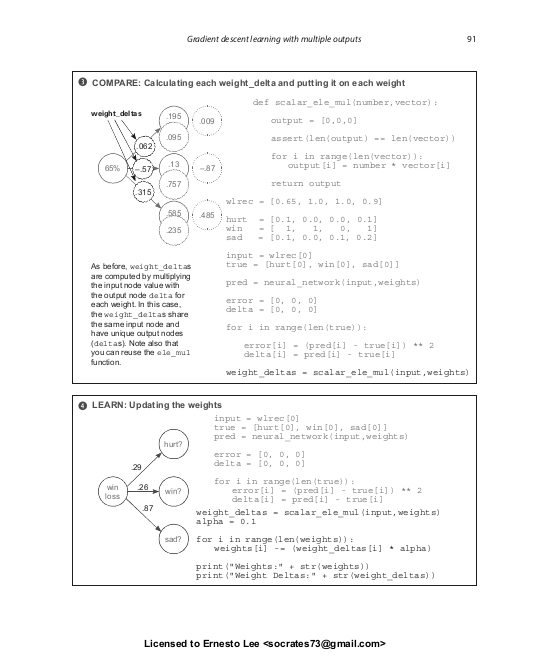 Gradient descent learning with multiple outputs
91
3 COMPARE: Calculating each weight_delta and putting it on each weight
weight_deltas
.195
.009
.095
.062
65%
–.57
.13
–.87
.757
.315
.585
.485
.235
As before, weight_deltas
are computed by multiplying
the input node value with
the output node delta for
each weight. In this case,
the weight_deltas share
the same input node and
have unique output nodes
(deltas). Note also that
you can reuse the ele_mul
function.
def scalar_ele_mul(number,vector):
output = [0,0,0]
assert(len(output) == len(vector))
for i in range(len(vector)):
output[i] = number * vector[i]
return output
wlrec = [0.65, 1.0, 1.0, 0.9]
hurt = [0.1, 0.0, 0.0, 0.1]
win = [ 1, 1, 0, 1]
sad = [0.1, 0.0, 0.1, 0.2]
input = wlrec[0]
true = [hurt[0], win[0], sad[0]]
pred = neural_network(input,weights)
error = [0, 0, 0]
delta = [0, 0, 0]
for i in range(len(true)):
error[i] = (pred[i] - true[i]) ** 2
delta[i] = pred[i] - true[i]
weight_deltas = scalar_ele_mul(input,weights)
4 LEARN: Updating the weights
hurt?
.29
win
loss
.26
win?
.87
sad?
input = wlrec[0]
true = [hurt[0], win[0], sad[0]]
pred = neural_network(input,weights)
error = [0, 0, 0]
delta = [0, 0, 0]
for i in range(len(true)):
error[i] = (pred[i] - true[i]) ** 2
delta[i] = pred[i] - true[i]
weight_deltas = scalar_ele_mul(input,weights)
alpha = 0.1
for i in range(len(weights)):
weights[i] -= (weight_deltas[i] * alpha)
print("Weights:" + str(weights))
print("Weight Deltas:" + str(weight_deltas))
Licensed to Ernesto Lee <socrates73@gmail.com>